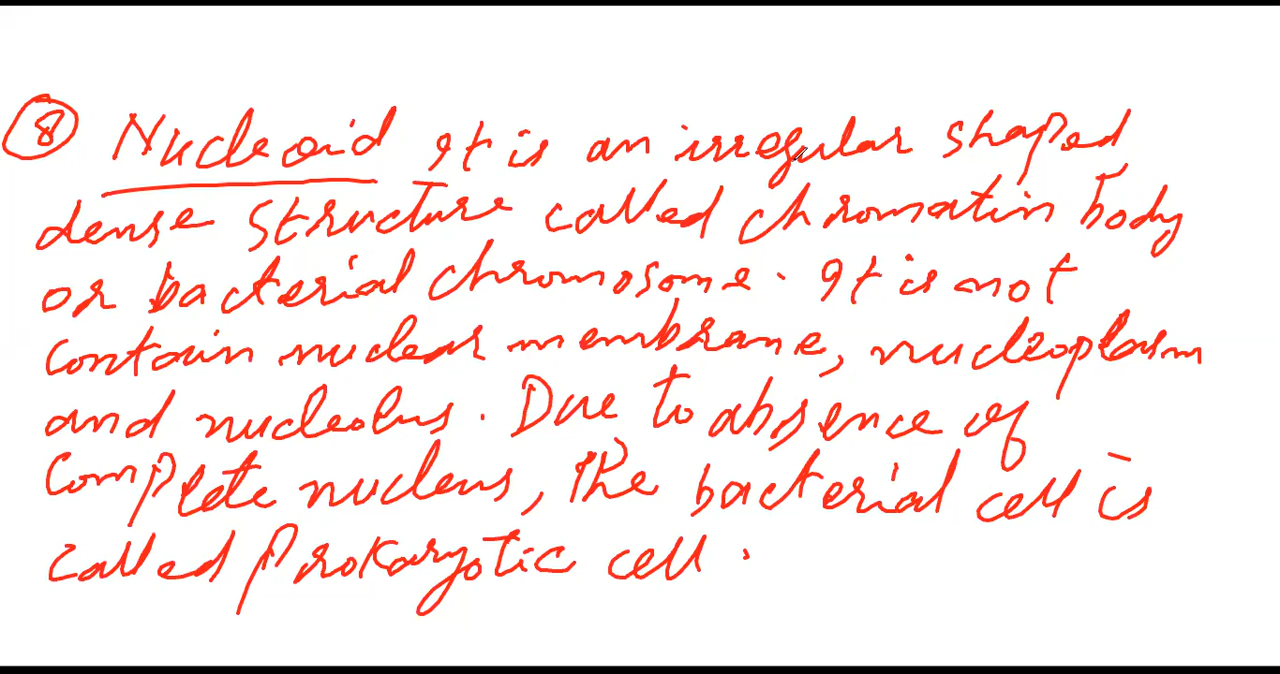 ⑧ Nucleoid It is an irregular shaped
dense structure called chromatin body
or bacterial chromosome. It is not
contain nuclear membrane, nucleoplasm
and nucleolus. Due to absence of
Complete nucleus, the bacterial cell is
called Prokaryotic cell.